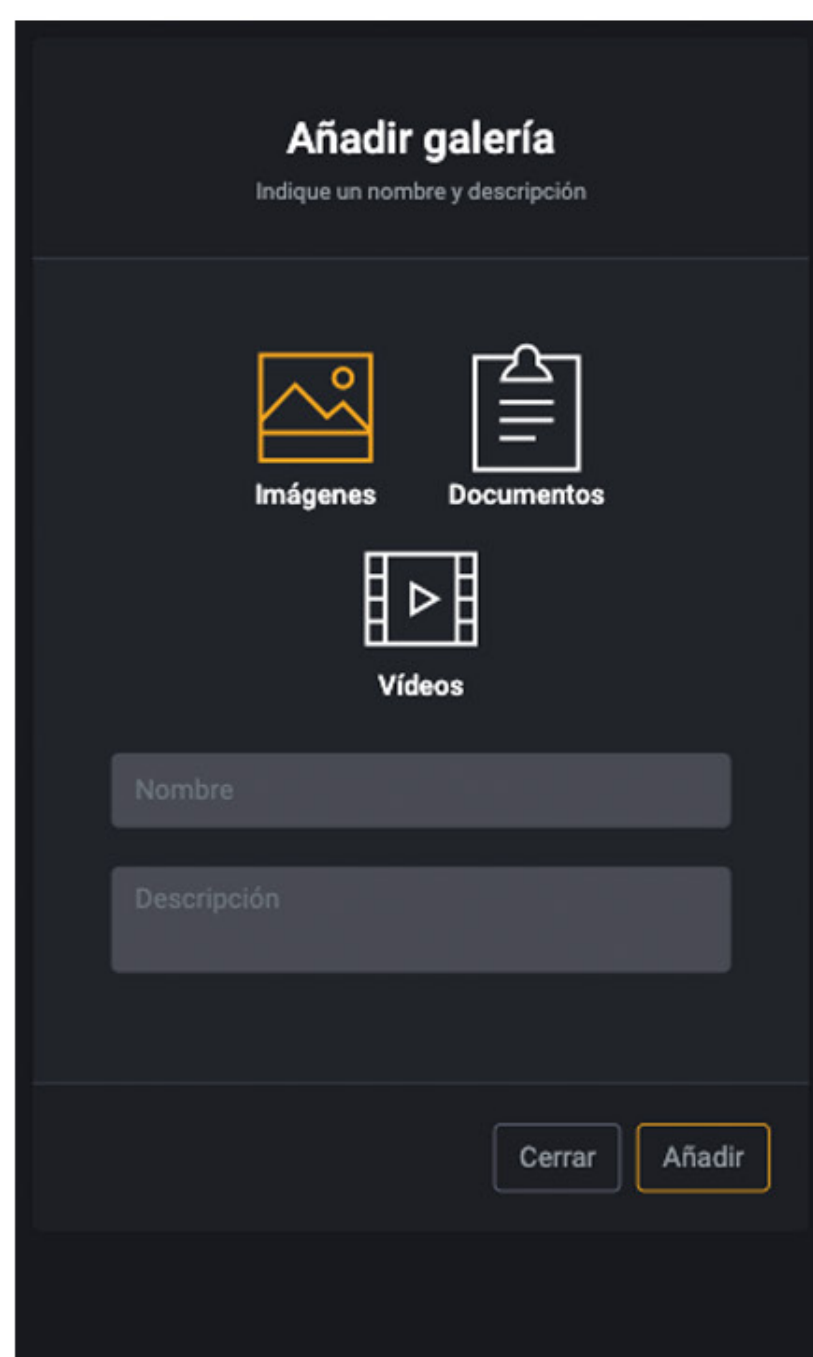 Añadir galería
Indique un nombre y descripción
Imágenes Documentos
Vídeos
Nombre
Descripción
Cerrar Añadir